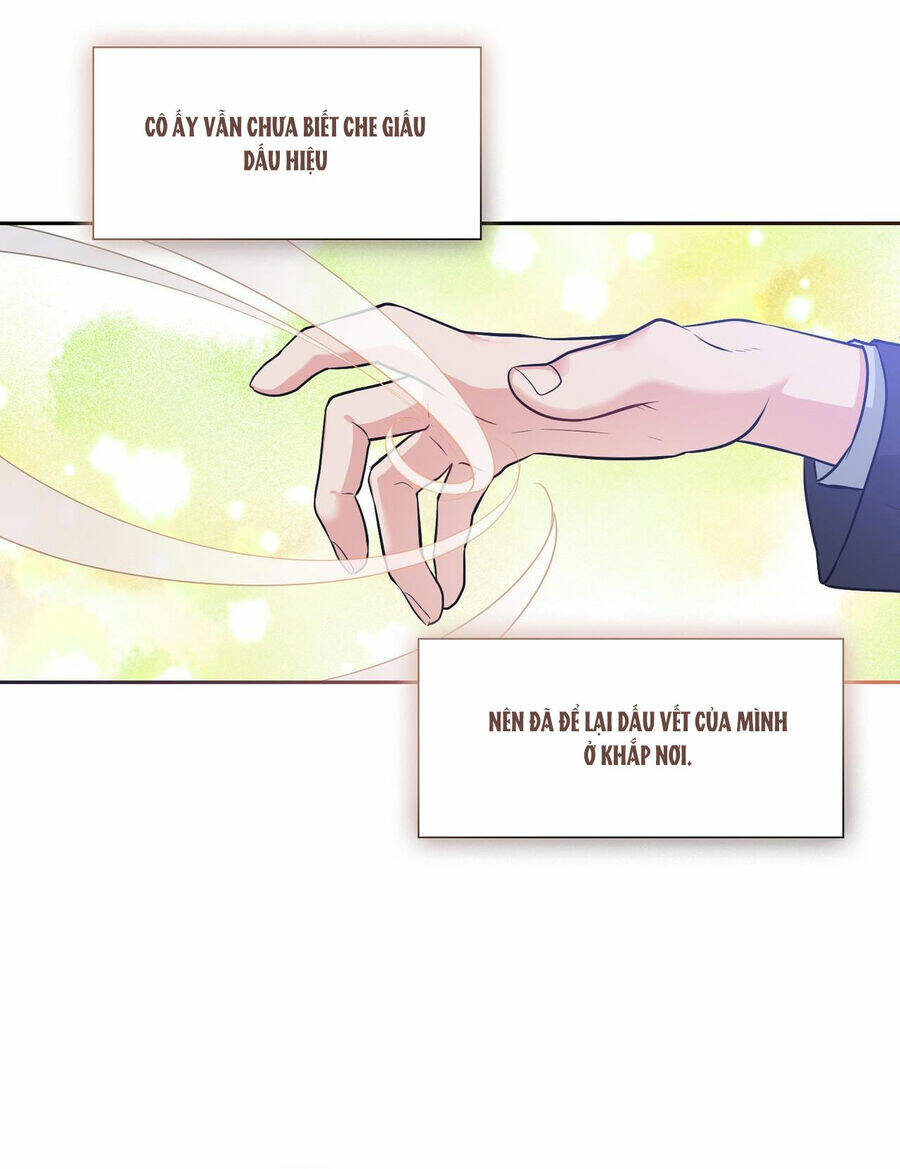 CÔ ẤY VẪN CHƯA BIẾT CHE GIẤU
DẤU HIỆU
NÊN ĐÃ ĐỂ LẠI DẤU VẾT CỦA MÌNH
Ở KHẮP NƠI.